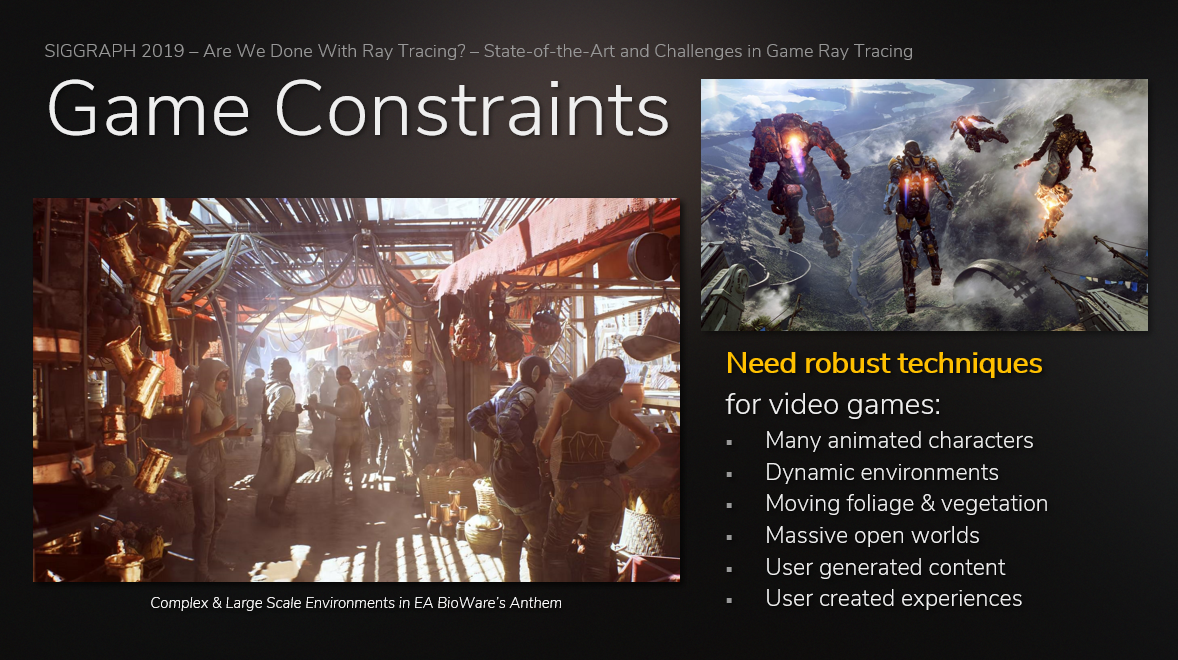 SIGGRAPH 2019 – Are We Done With Ray Tracing? – State-of-the-Art and Challenges in Game Ray Tracing
Game Constraints
Complex & Large Scale Environments in EA BioWare's Anthem
Need robust techniques
for video games:
▪ Many animated characters
▪ Dynamic environments
▪ Moving foliage & vegetation
▪ Massive open worlds
▪ User generated content
▪ User created experiences